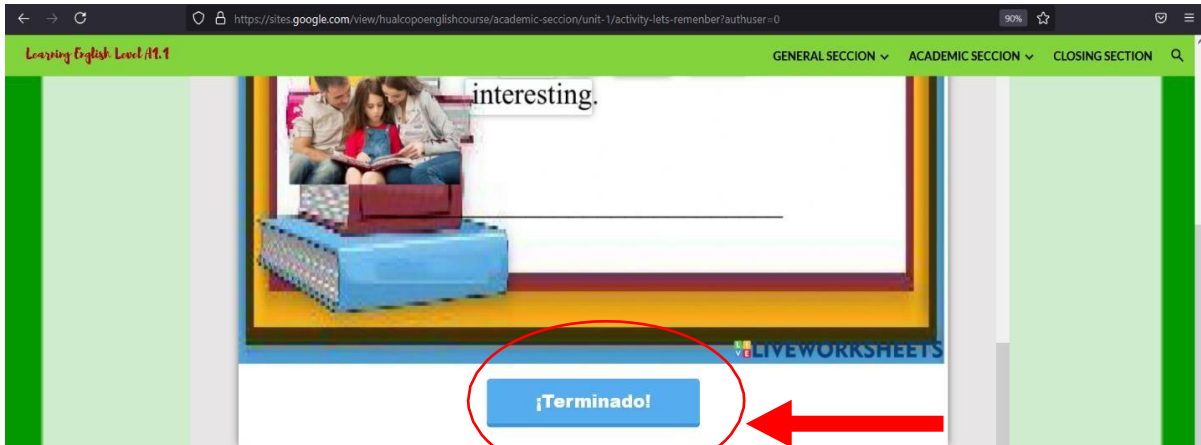 https://sites.google.com/view/hualcopoenglishcourse/academic-seccion/unit-1/activity-lets-remenber?authuser=0
90%
Learning English Level A1.1
GENERAL SECCION
ACADEMIC SECCION
CLOSING SECTION
interesting.
LIVE LIVEWORKSHEETS
¡Terminado!